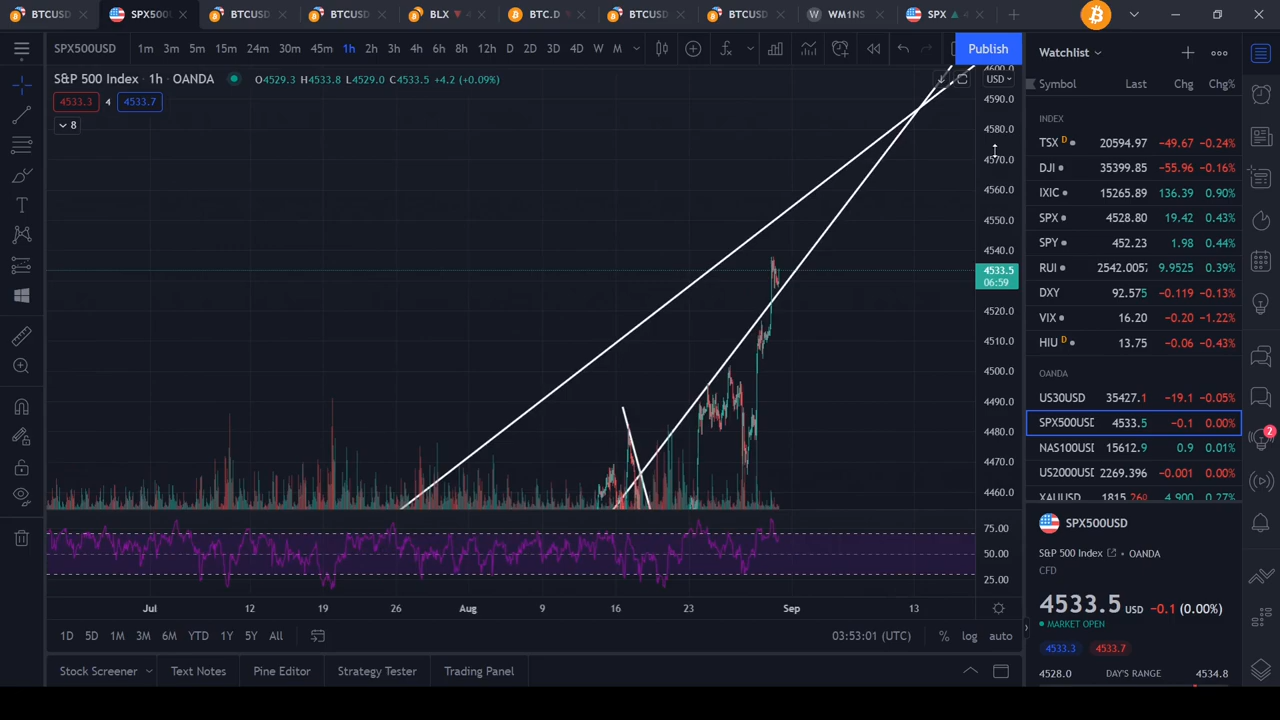 BTCUSD
SPX500
BTCUSD
BTCUSD
BLX
BTC.D
BTCUSD
BTCUSD
WM1NS
SPX
SPX500USD 1m 3m 5m 15m 24m 30m 45m 1h 2h 3h 4h 6h 8h 12h D 2D 3D 4D W M
Publish
S&P 500 Index · 1h · OANDA O4529.3 H4533.8 L4529.0 C4533.5 +4.2 (+0.09%)
4533.3 4 4533.7
8
USD
4600.0
4590.0
4580.0
4570.0
4560.0
4550.0
4540.0
4533.5
06:59
4520.0
4510.0
4500.0
4490.0
4480.0
4470.0
4460.0
75.00
50.00
25.00
Jul 12 19 26 Aug 9 16 23 Sep 13
1D 5D 1M 3M 6M YTD 1Y 5Y All
03:53:01 (UTC) % log auto
Stock Screener Text Notes Pine Editor Strategy Tester Trading Panel
Watchlist
Symbol Last Chg Chg%
INDEX
TSX D 20594.97 −49.67 −0.24%
DJI 35399.85 −55.96 −0.16%
IXIC 15265.89 136.39 0.90%
SPX 4528.80 19.42 0.43%
SPY 452.23 1.98 0.44%
RUI 2542.0057 9.9525 0.39%
DXY 92.575 −0.119 −0.13%
VIX 16.20 −0.20 −1.22%
HIU D 13.75 −0.06 −0.43%
OANDA
US30USD 35427.1 −19.1 −0.05%
SPX500USD 4533.5 −0.1 0.00%
NAS100USD 15612.9 0.9 0.01%
US2000USD 2269.396 −0.001 0.00%
XAUUSD 1815.260 4.900 0.27%
2
SPX500USD
S&P 500 Index · OANDA
CFD
4533.5 USD −0.1 (0.00%)
MARKET OPEN
4533.3 4533.7
4528.0 DAY'S RANGE 4534.8